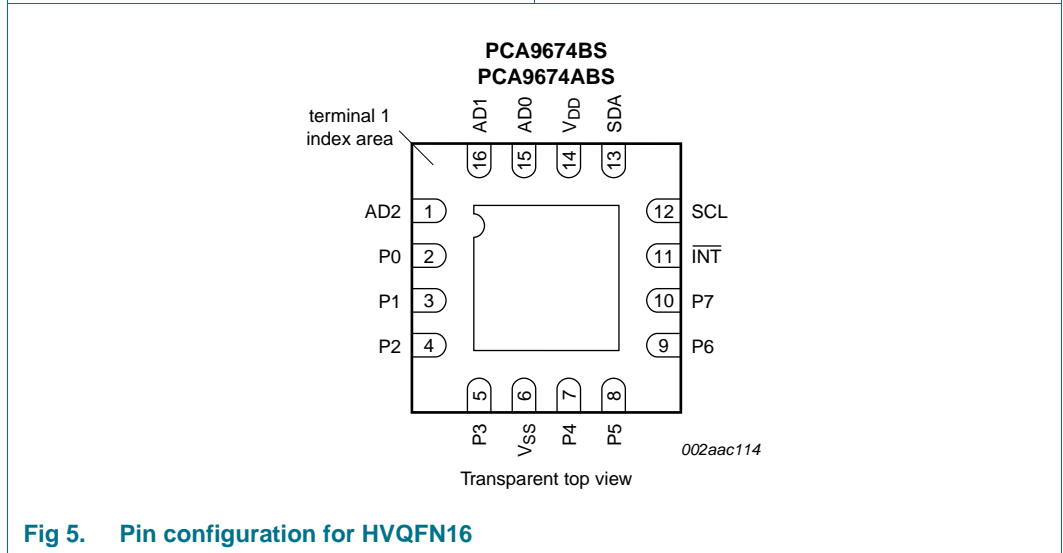 PCA9674BS
PCA9674ABS
terminal 1
index area
AD1
AD0
VDD
SDA
16
15
14
13
AD2 1
12 SCL
P0 2
11 INT
P1 3
10 P7
P2 4
9 P6
5
6
7
8
P3
VSS
P4
P5
002aac114
Transparent top view
Fig 5. Pin configuration for HVQFN16